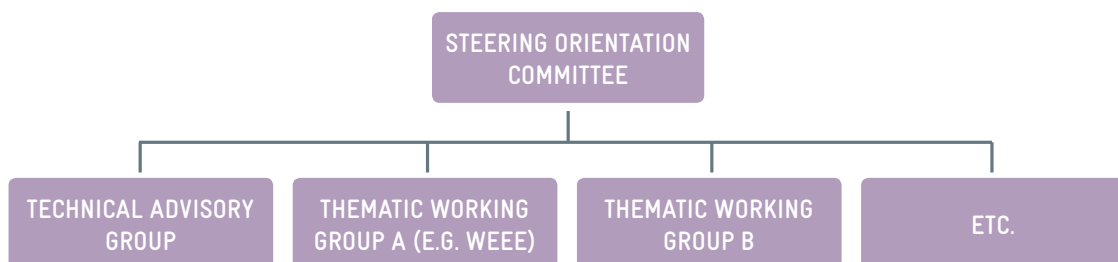 STEERING ORIENTATION
COMMITTEE
TECHNICAL ADVISORY
GROUP
THEMATIC WORKING
GROUP A (E.G. WEEE)
THEMATIC WORKING
GROUP B
ETC.